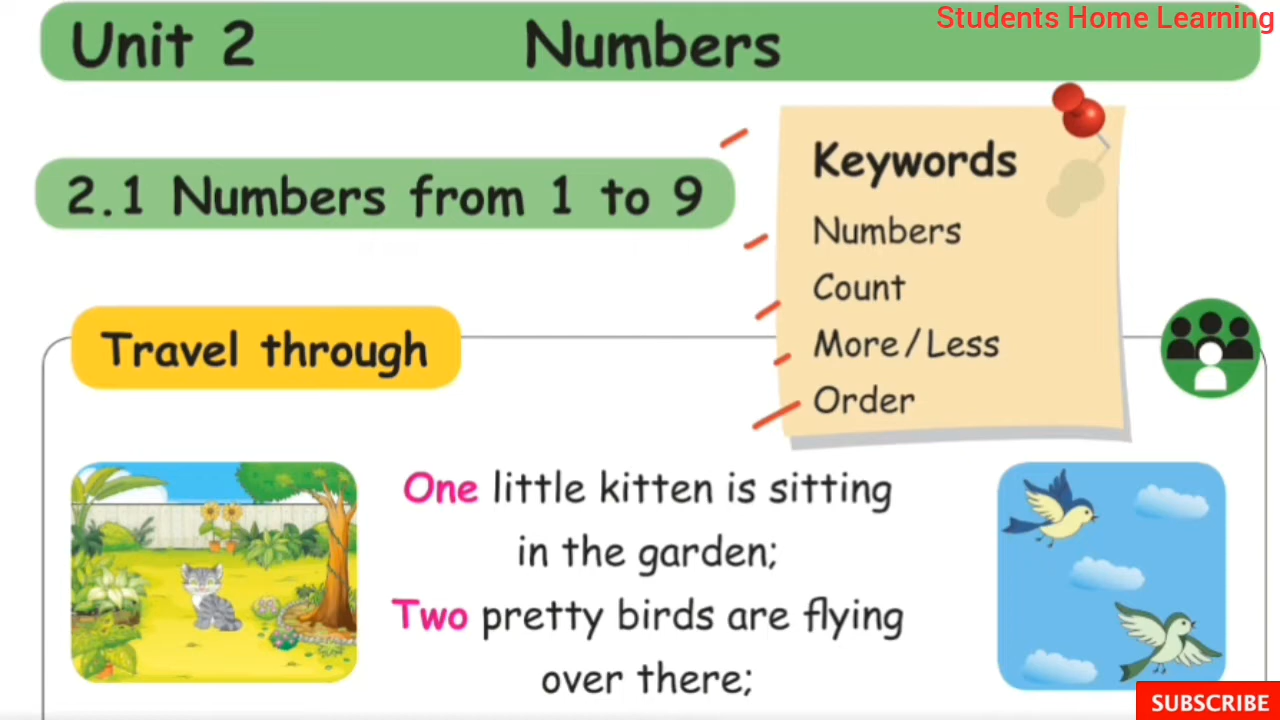 Students Home Learning
Unit 2 Numbers
2.1 Numbers from 1 to 9
Keywords
Numbers
Count
More/Less
Order
Travel through
One little kitten is sitting
in the garden;
Two pretty birds are flying
over there;
SUBSCRIBE